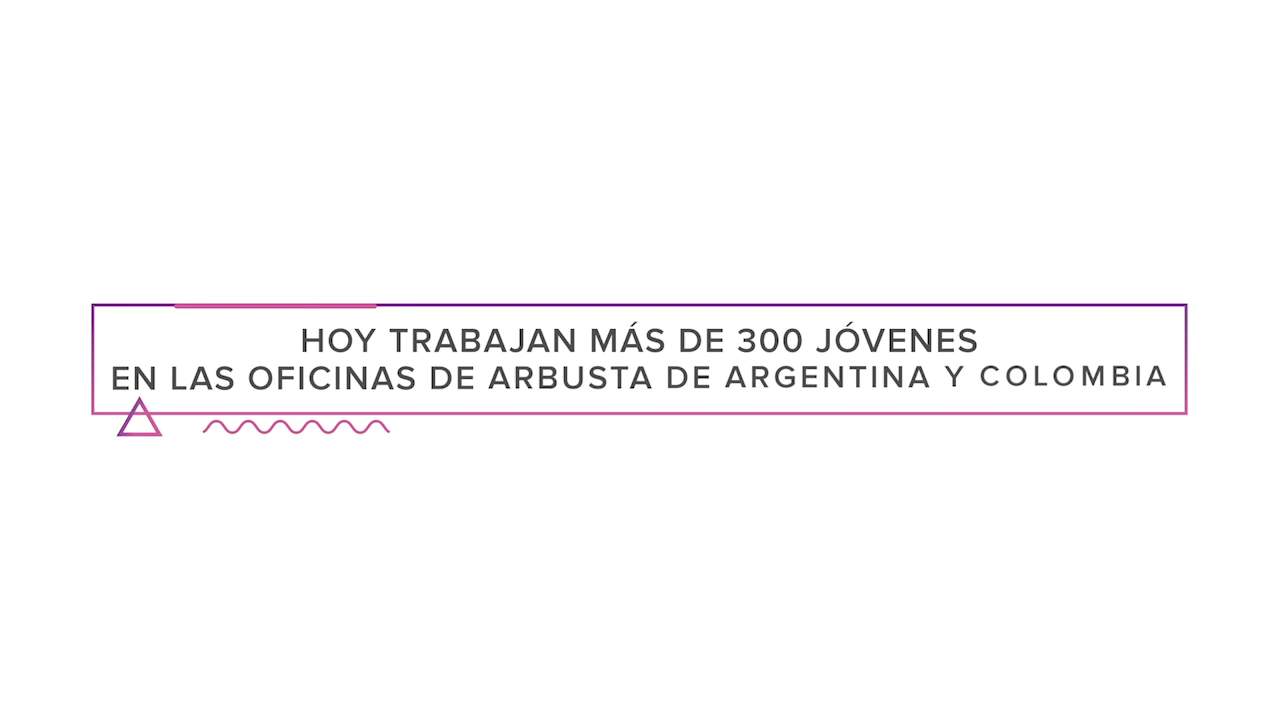 HOY TRABAJAN MÁS DE 300 JÓVENES
EN LAS OFICINAS DE ARBUSTA DE ARGENTINA Y COLOMBIA